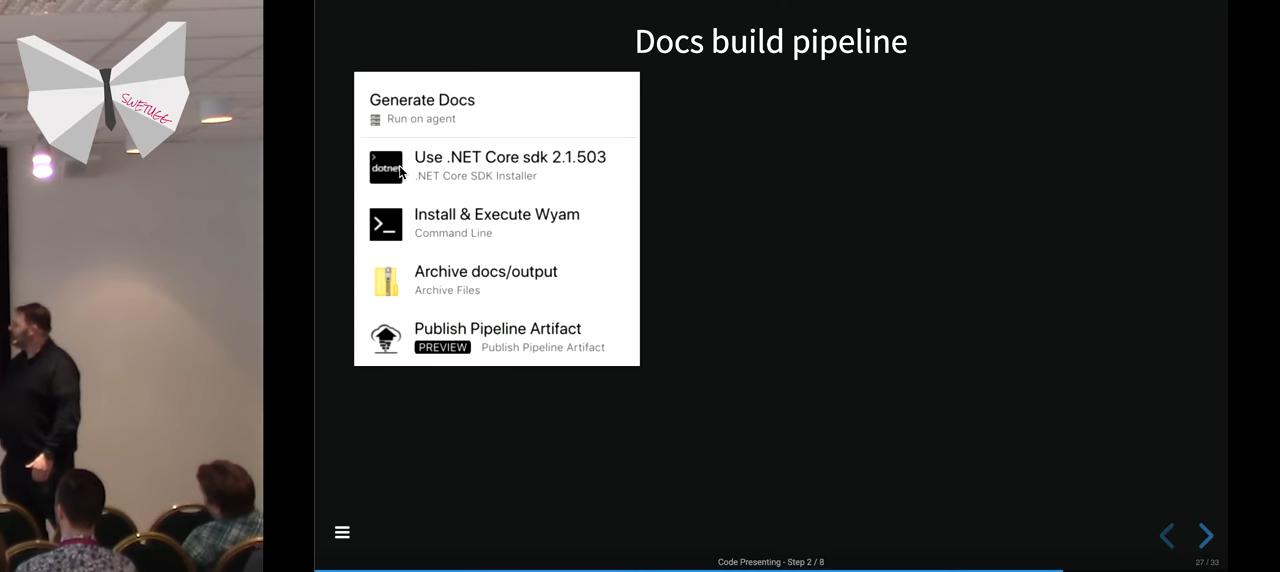 SWETUGG
Docs build pipeline
Generate Docs
Run on agent
dotnet
Use .NET Core sdk 2.1.503
.NET Core SDK Installer
>_
Install & Execute Wyam
Command Line
Archive docs/output
Archive Files
Publish Pipeline Artifact
PREVIEW Publish Pipeline Artifact
Code Presenting - Step 2 / 8
27 / 33